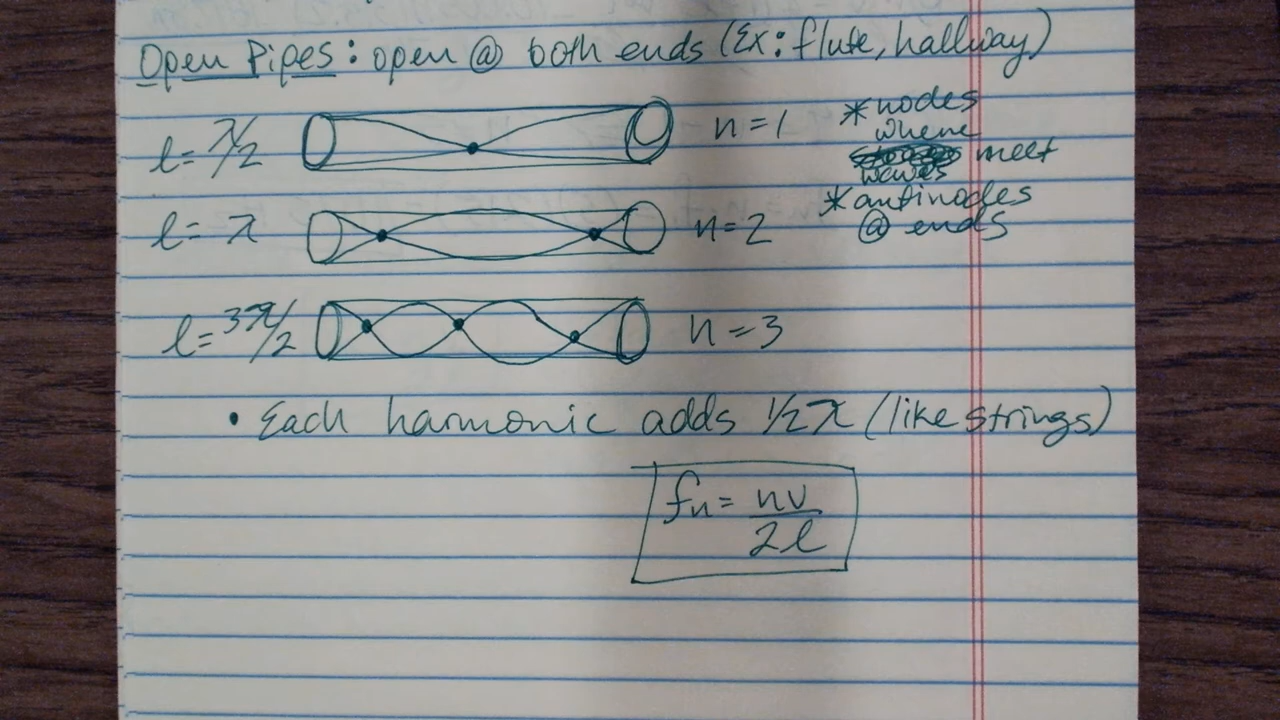 Open Pipes: open @ both ends (Ex: flute, hallway)
l = λ/2
n = 1
*nodes
where
meet
waves
*antinodes
@ ends
l = λ
n = 2
l = 3λ/2
n = 3
• Each harmonic adds ½λ (like strings)
fn = nv
2l